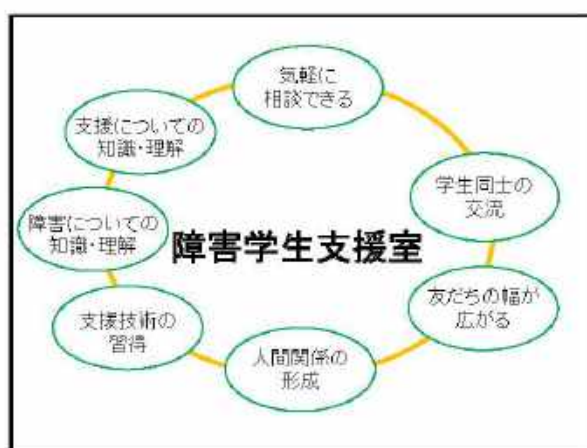 気軽に
相談できる
学生同士の
交流
友だちの幅が
広がる
人間関係の
形成
支援技術の
習得
障害についての
知識・理解
支援についての
知識・理解
障害学生支援室